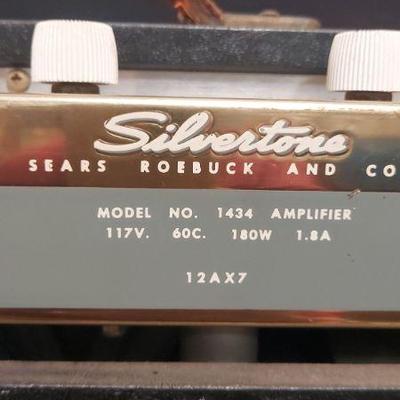 Silvertone
SEARS ROEBUCK AND CO
MODEL NO. 1434 AMPLIFIER
117V. 60C. 180W 1.8A
12AX7